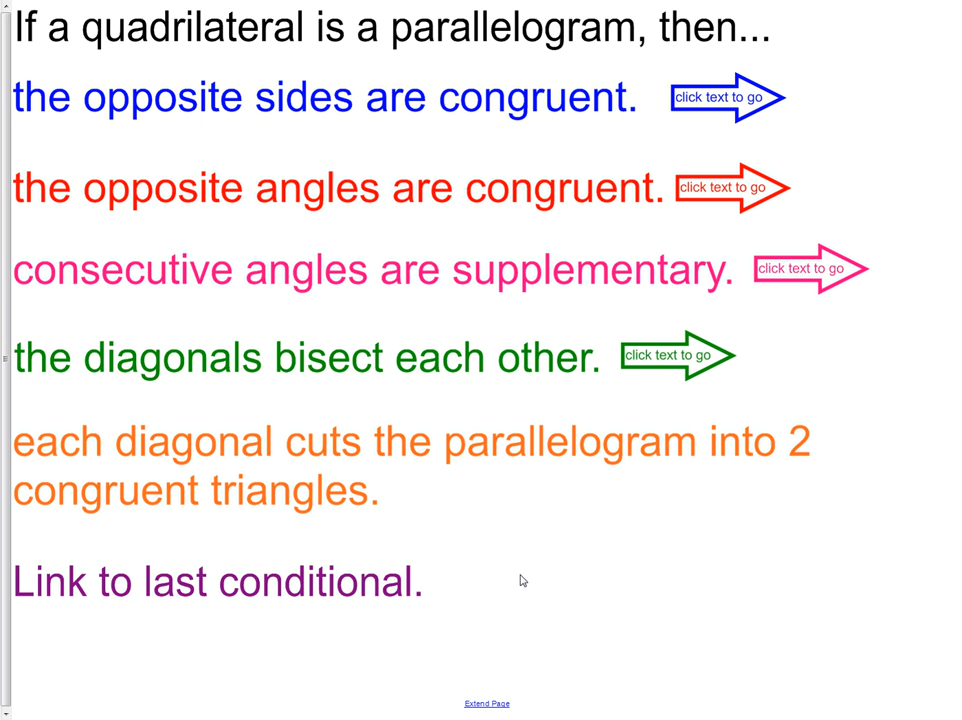 If a quadrilateral is a parallelogram, then...
the opposite sides are congruent. click text to go
the opposite angles are congruent. click text to go
consecutive angles are supplementary. click text to go
the diagonals bisect each other. click text to go
each diagonal cuts the parallelogram into 2
congruent triangles.
Link to last conditional.
Extend Page